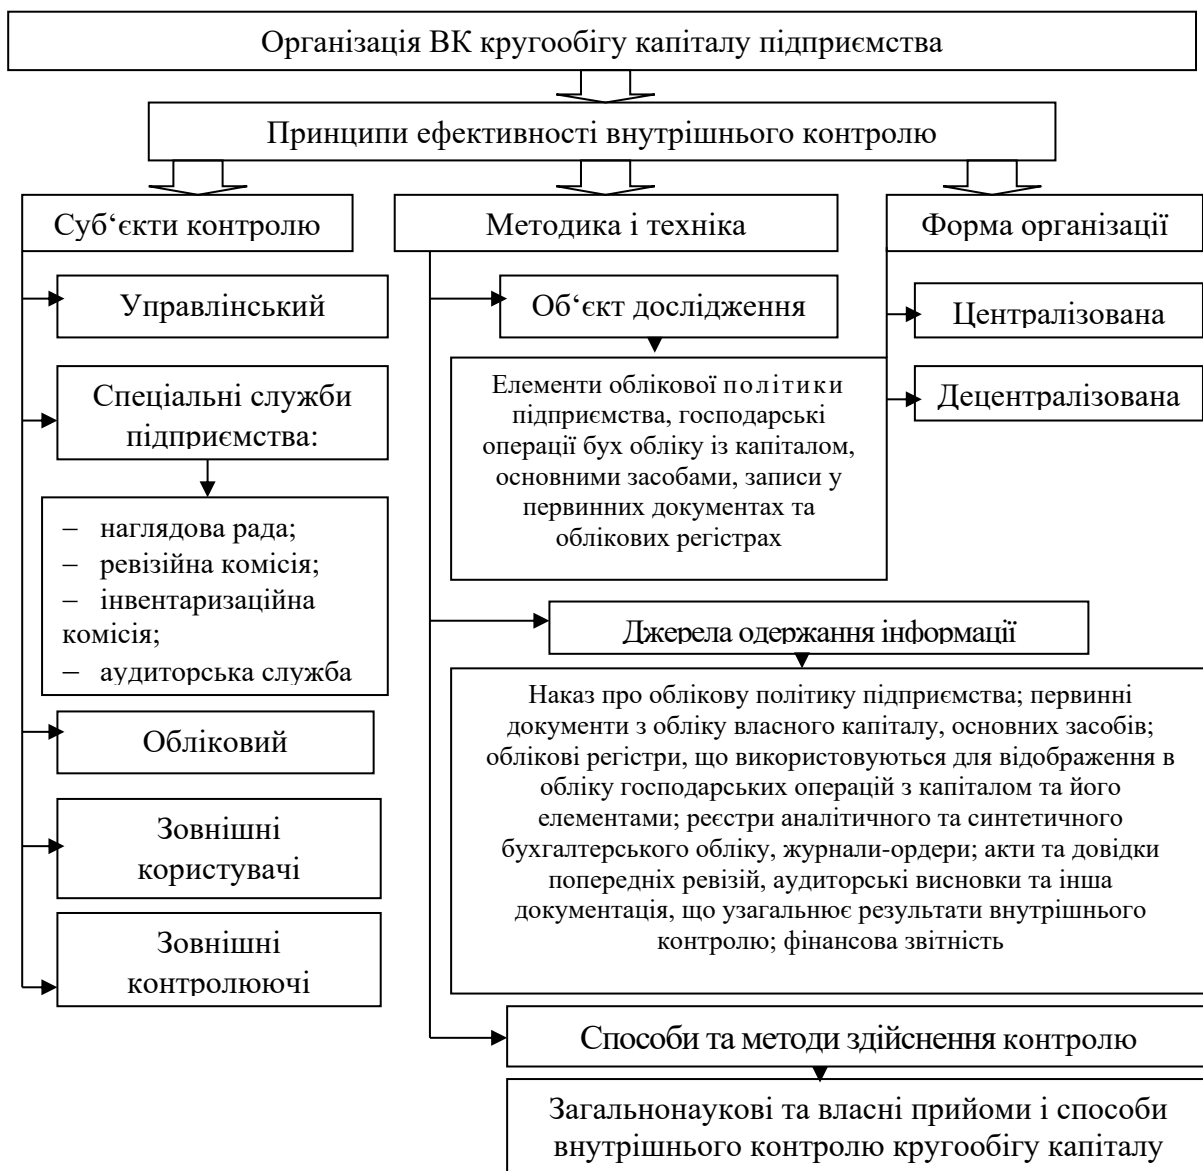 Організація ВК кругообігу капіталу підприємства
Принципи ефективності внутрішнього контролю
Суб‘єкти контролю
Управлінський
Спеціальні служби
підприємства:
– наглядова рада;
– ревізійна комісія;
– інвентаризаційна
комісія;
– аудиторська служба
Обліковий
Зовнішні
користувачі
Зовнішні
контролюючі
Методика і техніка
Об‘єкт дослідження
Елементи облікової політики
підприємства, господарські
операції бух обліку із капіталом,
основними засобами, записи у
первинних документах та
облікових регістрах
Джерела одержання інформації
Наказ про облікову політику підприємства; первинні
документи з обліку власного капіталу, основних засобів;
облікові регістри, що використовуються для відображення в
обліку господарських операцій з капіталом та його
елементами; реєстри аналітичного та синтетичного
бухгалтерського обліку, журнали-ордери; акти та довідки
попередніх ревізій, аудиторські висновки та інша
документація, що узагальнює результати внутрішнього
контролю; фінансова звітність
Способи та методи здійснення контролю
Загальнонаукові та власні прийоми і способи
внутрішнього контролю кругообігу капіталу
Форма організації
Централізована
Децентралізована